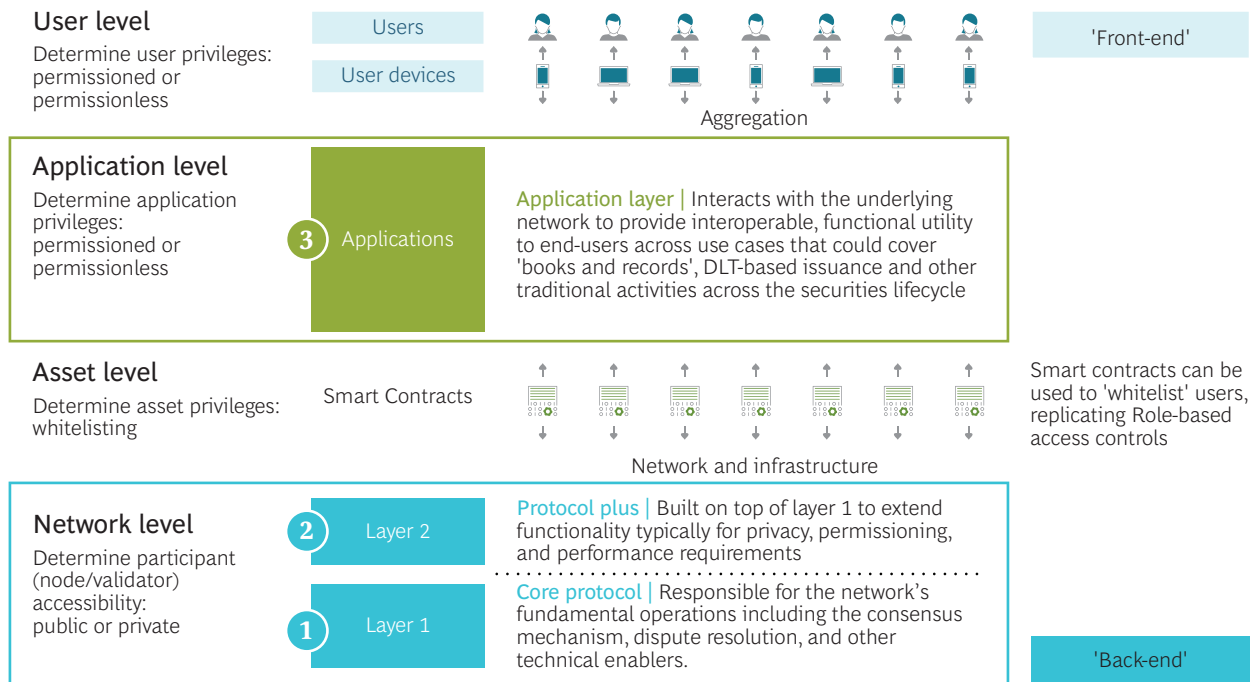 User level
Determine user privileges:
permissioned or
permissionless
Users
User devices
Aggregation
'Front-end'
Application level
Determine application
privileges:
permissioned or
permissionless
3
Applications
Application layer | Interacts with the underlying
network to provide interoperable, functional utility
to end-users across use cases that could cover
'books and records', DLT-based issuance and other
traditional activities across the securities lifecycle
Asset level
Determine asset privileges:
whitelisting
Smart Contracts
Network and infrastructure
Smart contracts can be
used to 'whitelist' users,
replicating Role-based
access controls
Network level
Determine participant
(node/validator)
accessibility:
public or private
2
Layer 2
Protocol plus | Built on top of layer 1 to extend
functionality typically for privacy, permissioning,
and performance requirements
1
Layer 1
Core protocol | Responsible for the network’s
fundamental operations including the consensus
mechanism, dispute resolution, and other
technical enablers.
'Back-end'